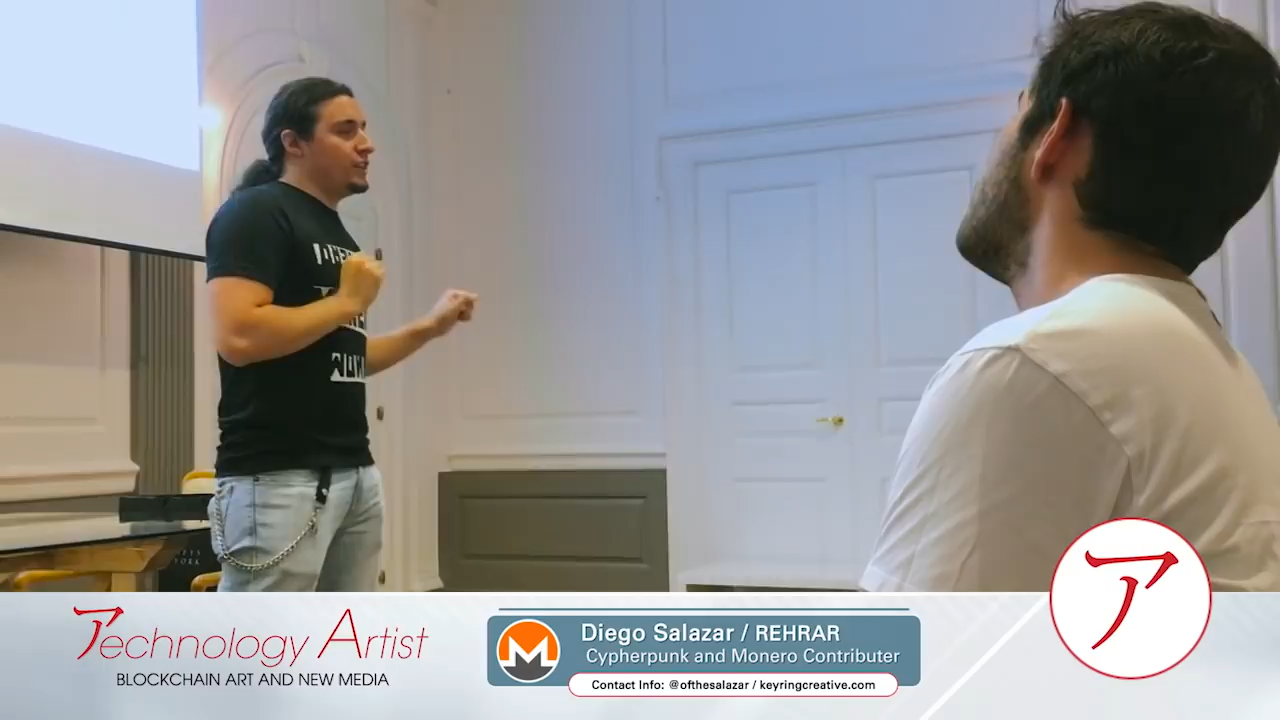 Technology Artist
BLOCKCHAIN ART AND NEW MEDIA
Diego Salazar / REHRAR
Cypherpunk and Monero Contributer
Contact Info: @ofthesalazar / keyringcreative.com